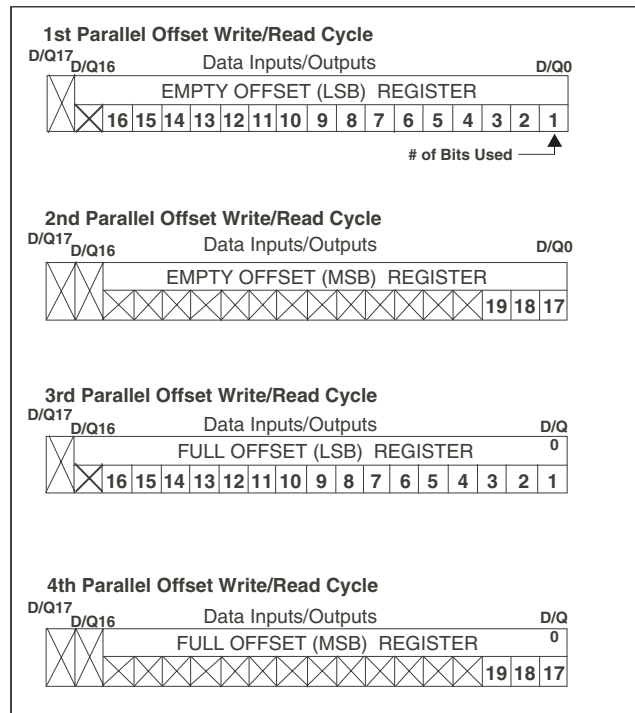 1st Parallel Offset Write/Read Cycle
D/Q17 D/Q16 Data Inputs/Outputs D/Q0
EMPTY OFFSET (LSB) REGISTER
16 15 14 13 12 11 10 9 8 7 6 5 4 3 2 1
# of Bits Used
2nd Parallel Offset Write/Read Cycle
D/Q17 D/Q16 Data Inputs/Outputs D/Q0
EMPTY OFFSET (MSB) REGISTER
19 18 17
3rd Parallel Offset Write/Read Cycle
D/Q17 D/Q16 Data Inputs/Outputs D/Q
FULL OFFSET (LSB) REGISTER 0
16 15 14 13 12 11 10 9 8 7 6 5 4 3 2 1
4th Parallel Offset Write/Read Cycle
D/Q17 D/Q16 Data Inputs/Outputs D/Q
FULL OFFSET (MSB) REGISTER 0
19 18 17